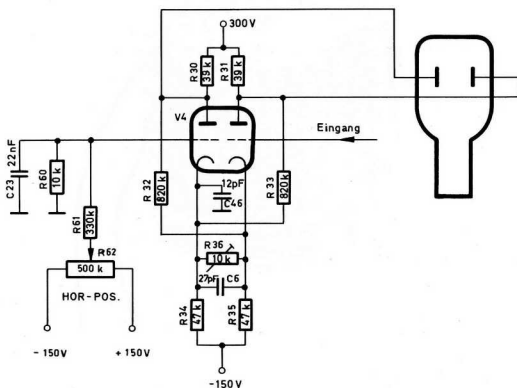 300V
R30
39k
R31
39k
V4
Eingang
C23
22nF
R60
10k
R61
330k
R32
820k
R33
820k
12pF
C46
R62
500 k
HOR-POS.
R36
10 k
27pF
C6
R34
47k
R35
47k
-150V
+150V
-150V